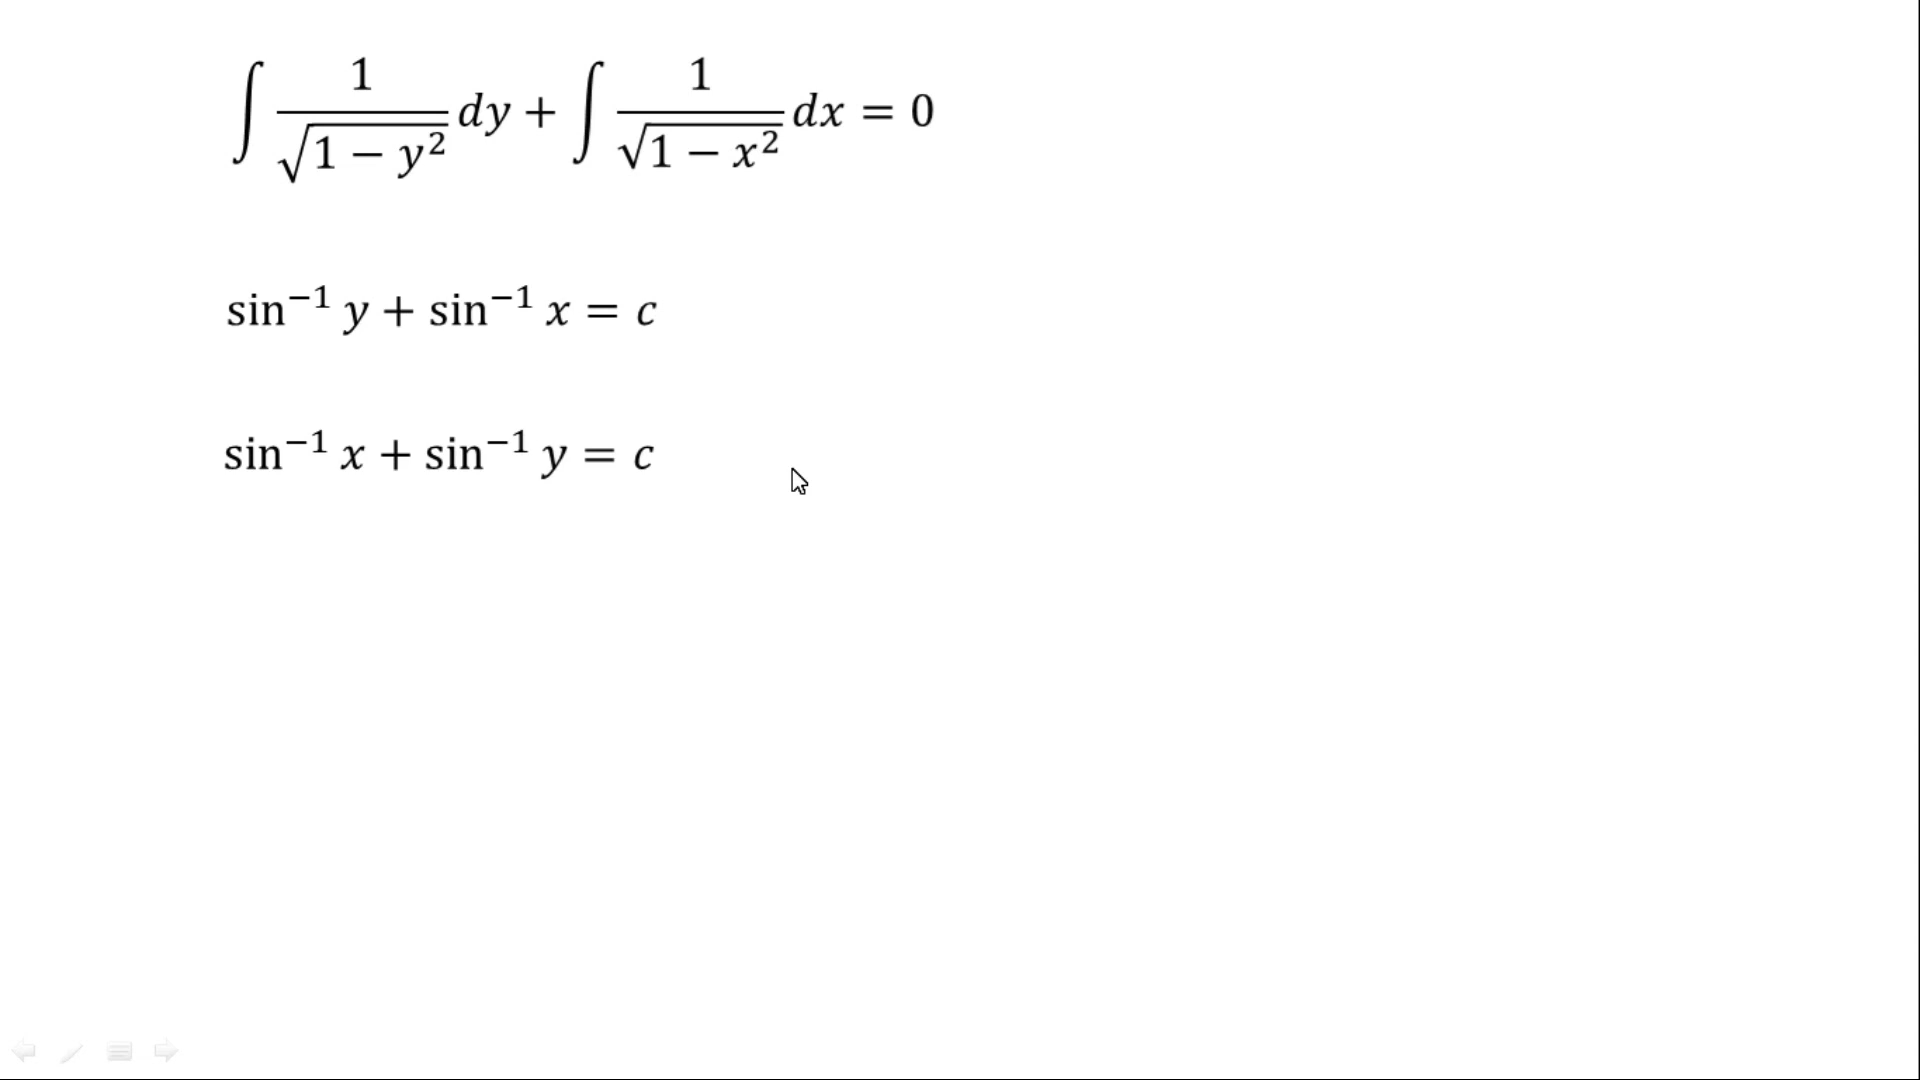 ∫ 1/√(1 − y²) dy + ∫ 1/√(1 − x²) dx = 0
sin⁻¹ y + sin⁻¹ x = c
sin⁻¹ x + sin⁻¹ y = c